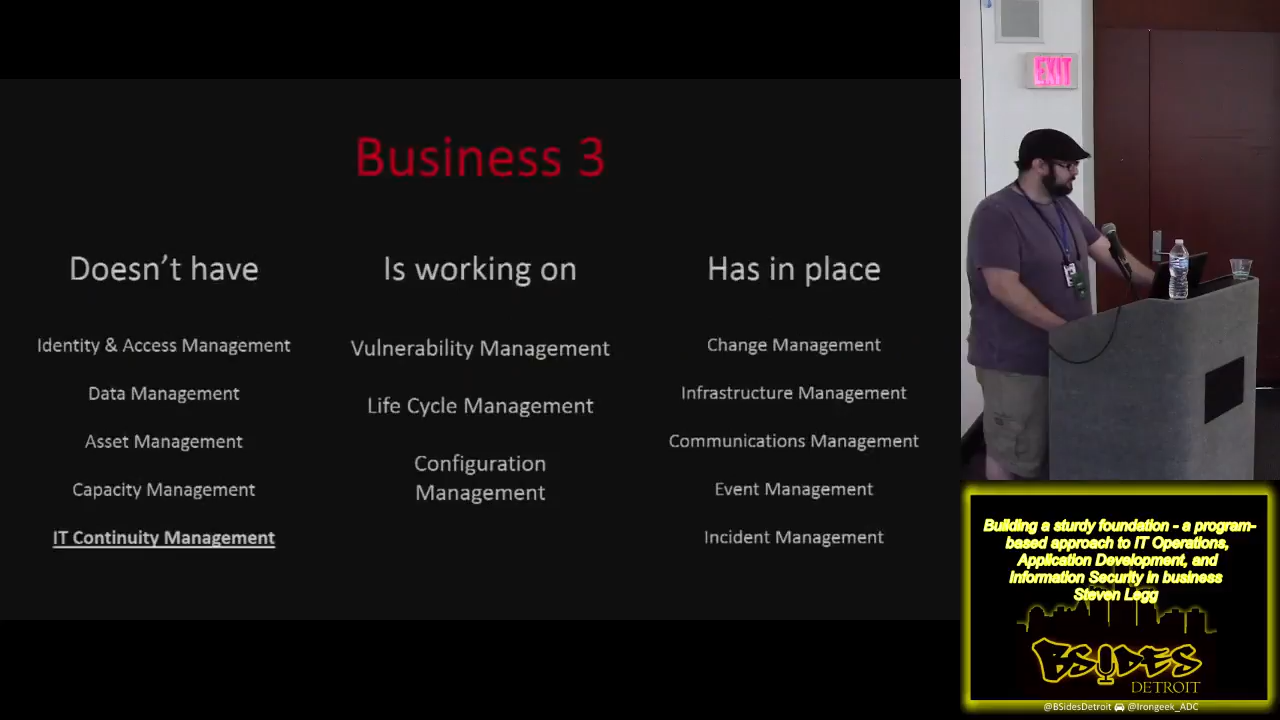 Business 3
Doesn't have
Identity & Access Management
Data Management
Asset Management
Capacity Management
IT Continuity Management
Is working on
Vulnerability Management
Life Cycle Management
Configuration
Management
Has in place
Change Management
Infrastructure Management
Communications Management
Event Management
Incident Management
EXIT
Building a sturdy foundation - a program-
based approach to IT Operations,
Application Development, and
Information Security in business
Steven Legg
BSIDES
DETROIT
@BSidesDetroit @Irongeek_ADC